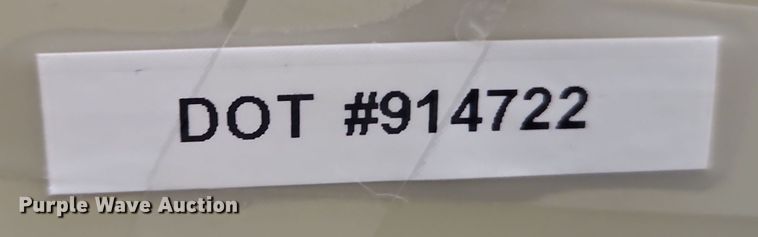 DOT #914722
Purple Wave Auction